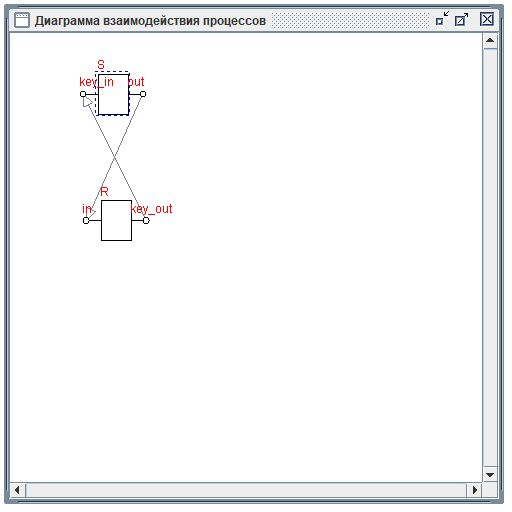 Диаграмма взаимодействия процессов
S
key_in out
R
in key_out